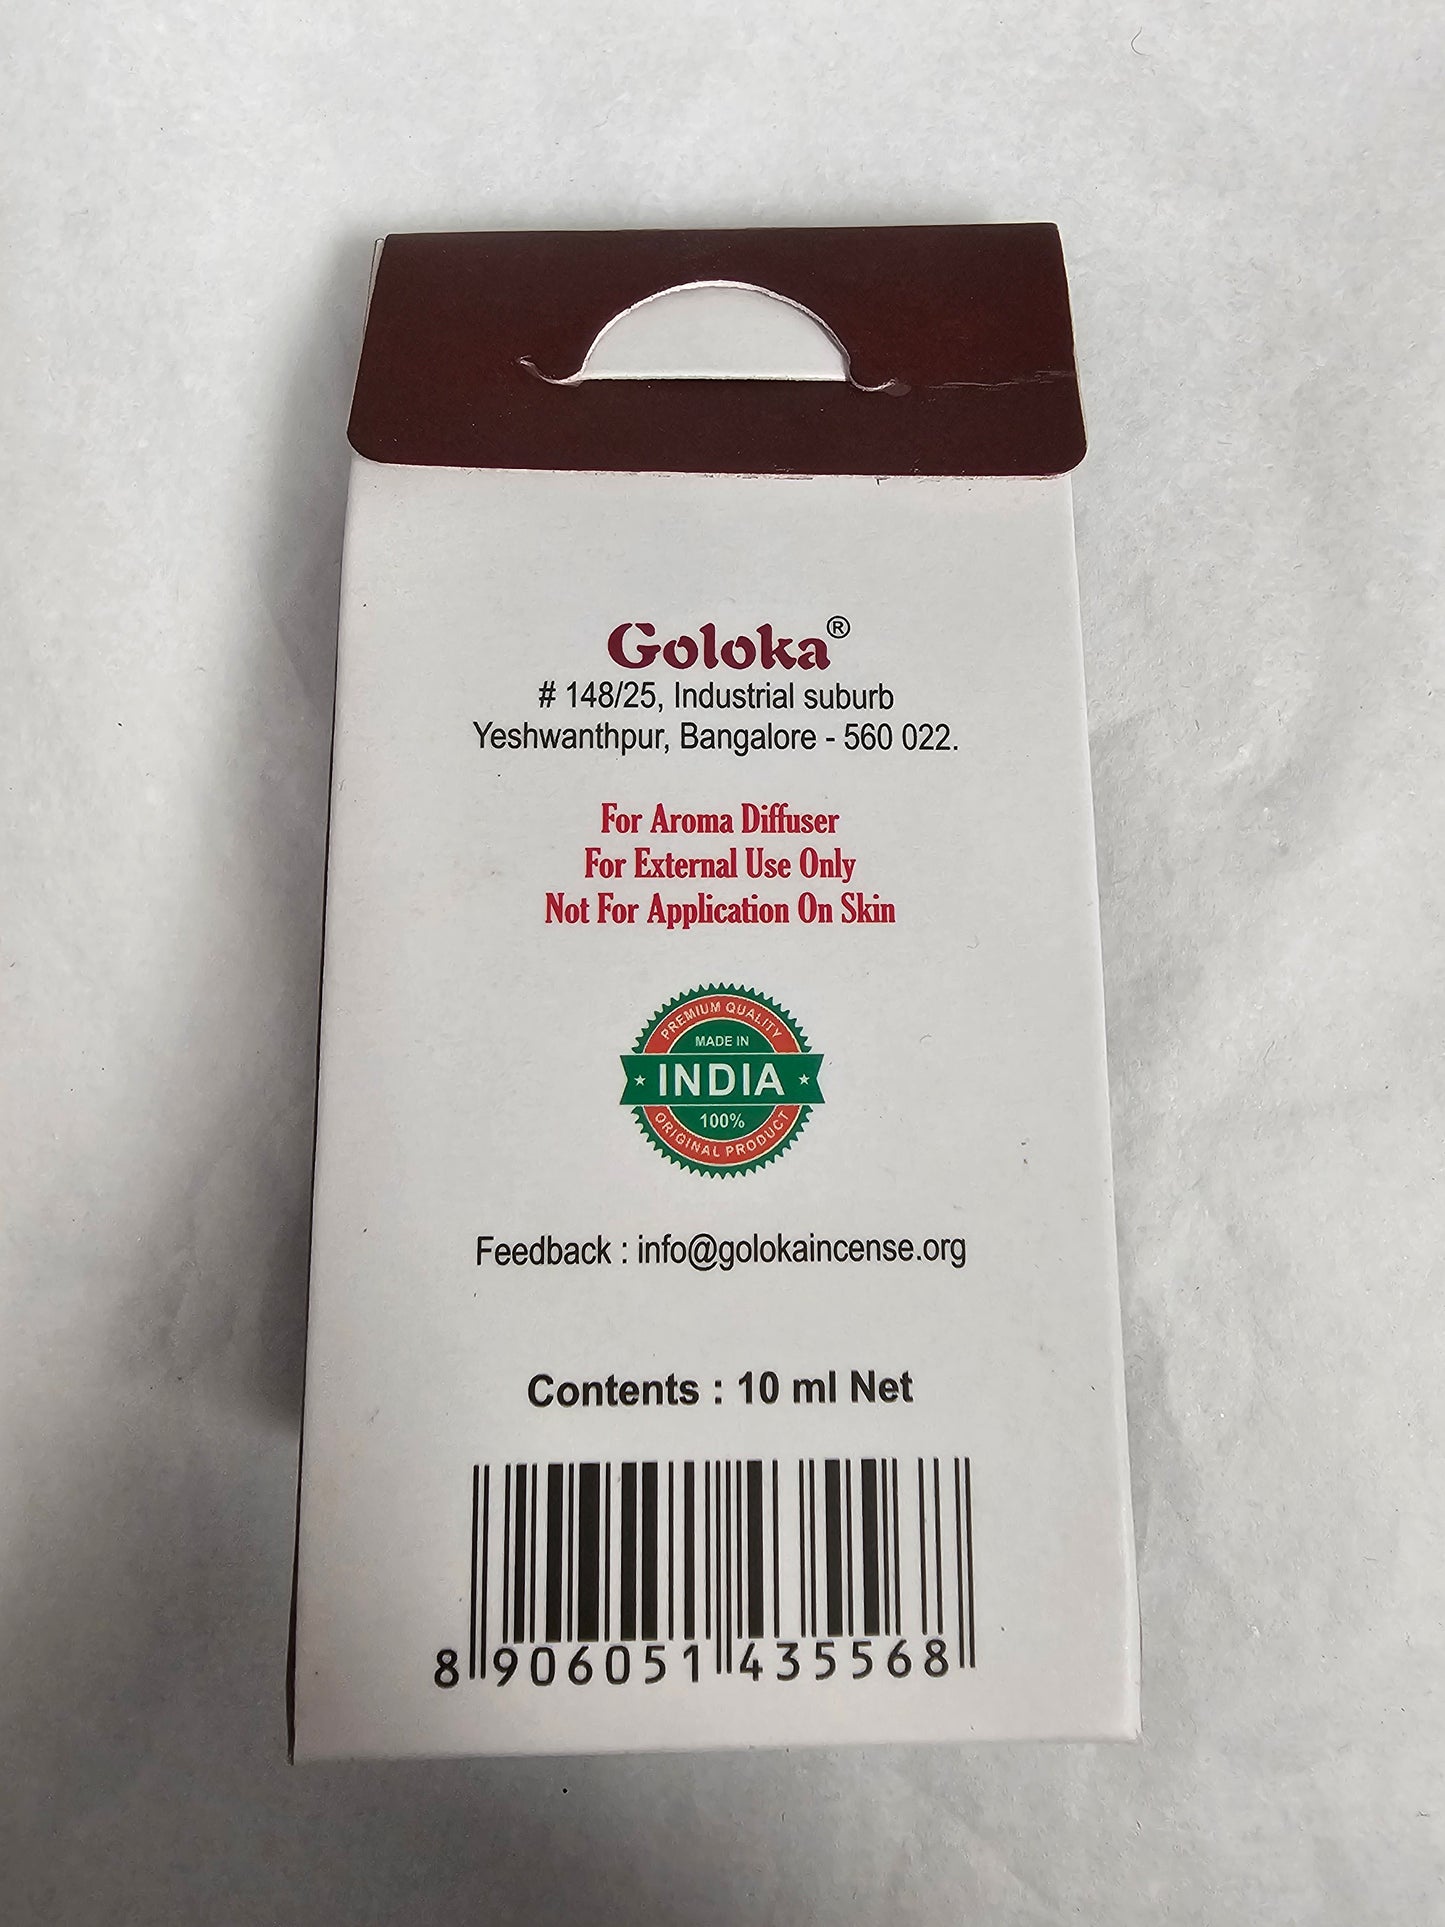 Goloka®
# 148/25, Industrial suburb
Yeshwanthpur, Bangalore - 560 022.
For Aroma Diffuser
For External Use Only
Not For Application On Skin
PREMIUM QUALITY
MADE IN
INDIA
100%
ORIGINAL PRODUCT
Feedback : info@golokaincense.org
Contents : 10 ml Net
8 906051 435568